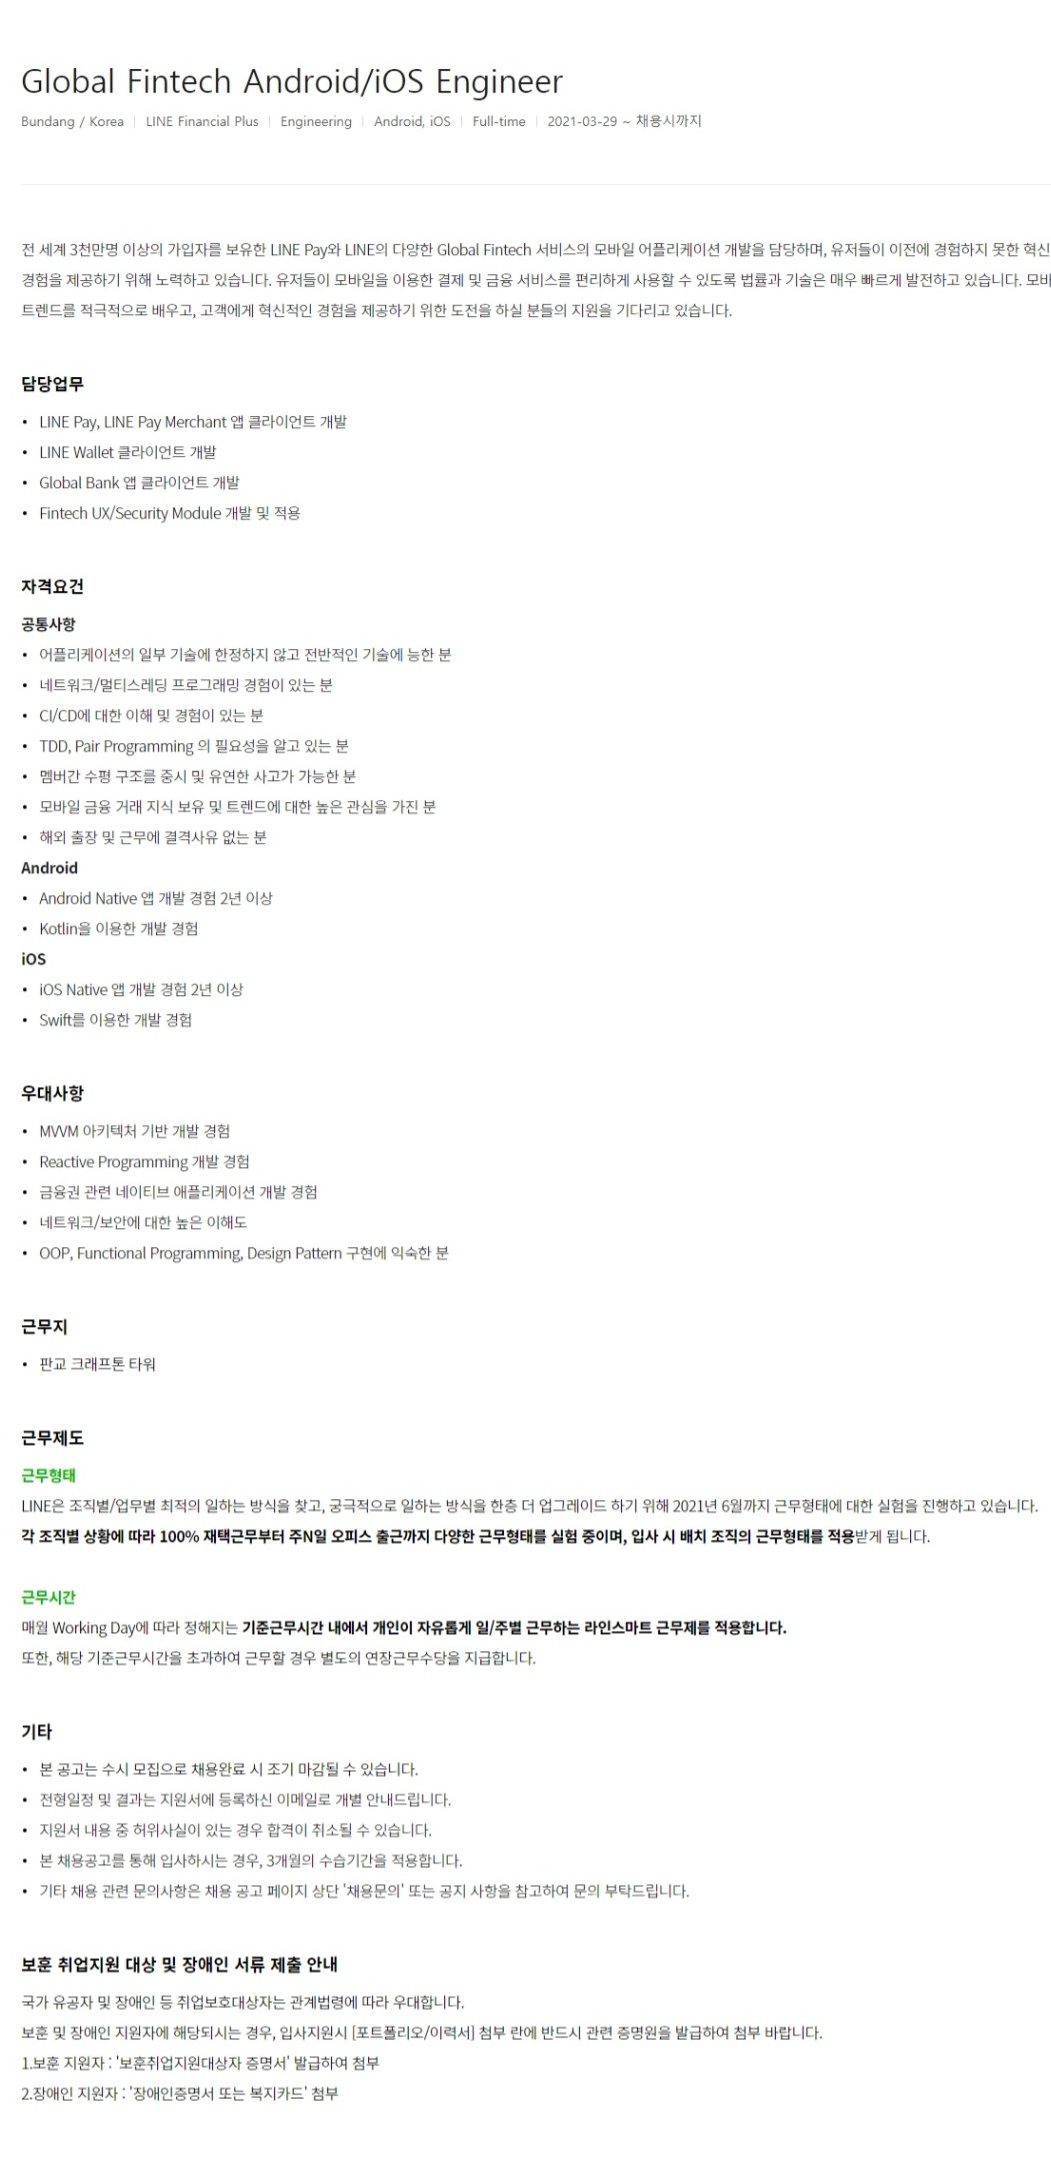 Global Fintech Android/iOS Engineer
Bundang / Korea | LINE Financial Plus | Engineering | Android, iOS | Full-time | 2021-03-29 ~ 채용시까지
전 세계 3천만명 이상의 가입자를 보유한 LINE Pay와 LINE의 다양한 Global Fintech 서비스의 모바일 어플리케이션 개발을 담당하며, 유저들이 이전에 경험하지 못한 혁신
경험을 제공하기 위해 노력하고 있습니다. 유저들이 모바일을 이용한 결제 및 금융 서비스를 편리하게 사용할 수 있도록 법률과 기술은 매우 빠르게 발전하고 있습니다. 모바
트렌드를 적극적으로 배우고, 고객에게 혁신적인 경험을 제공하기 위한 도전을 하실 분들의 지원을 기다리고 있습니다.
담당업무
• LINE Pay, LINE Pay Merchant 앱 클라이언트 개발
• LINE Wallet 클라이언트 개발
• Global Bank 앱 클라이언트 개발
• Fintech UX/Security Module 개발 및 적용
자격요건
공통사항
• 어플리케이션의 일부 기술에 한정하지 않고 전반적인 기술에 능한 분
• 네트워크/멀티스레딩 프로그래밍 경험이 있는 분
• CI/CD에 대한 이해 및 경험이 있는 분
• TDD, Pair Programming 의 필요성을 알고 있는 분
• 멤버간 수평 구조를 중시 및 유연한 사고가 가능한 분
• 모바일 금융 거래 지식 보유 및 트렌드에 대한 높은 관심을 가진 분
• 해외 출장 및 근무에 결격사유 없는 분
Android
• Android Native 앱 개발 경험 2년 이상
• Kotlin을 이용한 개발 경험
iOS
• iOS Native 앱 개발 경험 2년 이상
• Swift를 이용한 개발 경험
우대사항
• MVVM 아키텍처 기반 개발 경험
• Reactive Programming 개발 경험
• 금융권 관련 네이티브 애플리케이션 개발 경험
• 네트워크/보안에 대한 높은 이해도
• OOP, Functional Programming, Design Pattern 구현에 익숙한 분
근무지
• 판교 크래프톤 타워
근무제도
근무형태
LINE은 조직별/업무별 최적의 일하는 방식을 찾고, 궁극적으로 일하는 방식을 한층 더 업그레이드 하기 위해 2021년 6월까지 근무형태에 대한 실험을 진행하고 있습니다.
각 조직별 상황에 따라 100% 재택근무부터 주N일 오피스 출근까지 다양한 근무형태를 실험 중이며, 입사 시 배치 조직의 근무형태를 적용받게 됩니다.
근무시간
매월 Working Day에 따라 정해지는 기준근무시간 내에서 개인이 자유롭게 일/주별 근무하는 라인스마트 근무제를 적용합니다.
또한, 해당 기준근무시간을 초과하여 근무할 경우 별도의 연장근무수당을 지급합니다.
기타
• 본 공고는 수시 모집으로 채용완료 시 조기 마감될 수 있습니다.
• 전형일정 및 결과는 지원서에 등록하신 이메일로 개별 안내드립니다.
• 지원서 내용 중 허위사실이 있는 경우 합격이 취소될 수 있습니다.
• 본 채용공고를 통해 입사하시는 경우, 3개월의 수습기간을 적용합니다.
• 기타 채용 관련 문의사항은 채용 공고 페이지 상단 '채용문의' 또는 공지 사항을 참고하여 문의 부탁드립니다.
보훈 취업지원 대상 및 장애인 서류 제출 안내
국가 유공자 및 장애인 등 취업보호대상자는 관계법령에 따라 우대합니다.
보훈 및 장애인 지원자에 해당되시는 경우, 입사지원시 [포트폴리오/이력서] 첨부 란에 반드시 관련 증명원을 발급하여 첨부 바랍니다.
1.보훈 지원자 : '보훈취업지원대상자 증명서' 발급하여 첨부
2.장애인 지원자 : '장애인증명서 또는 복지카드' 첨부